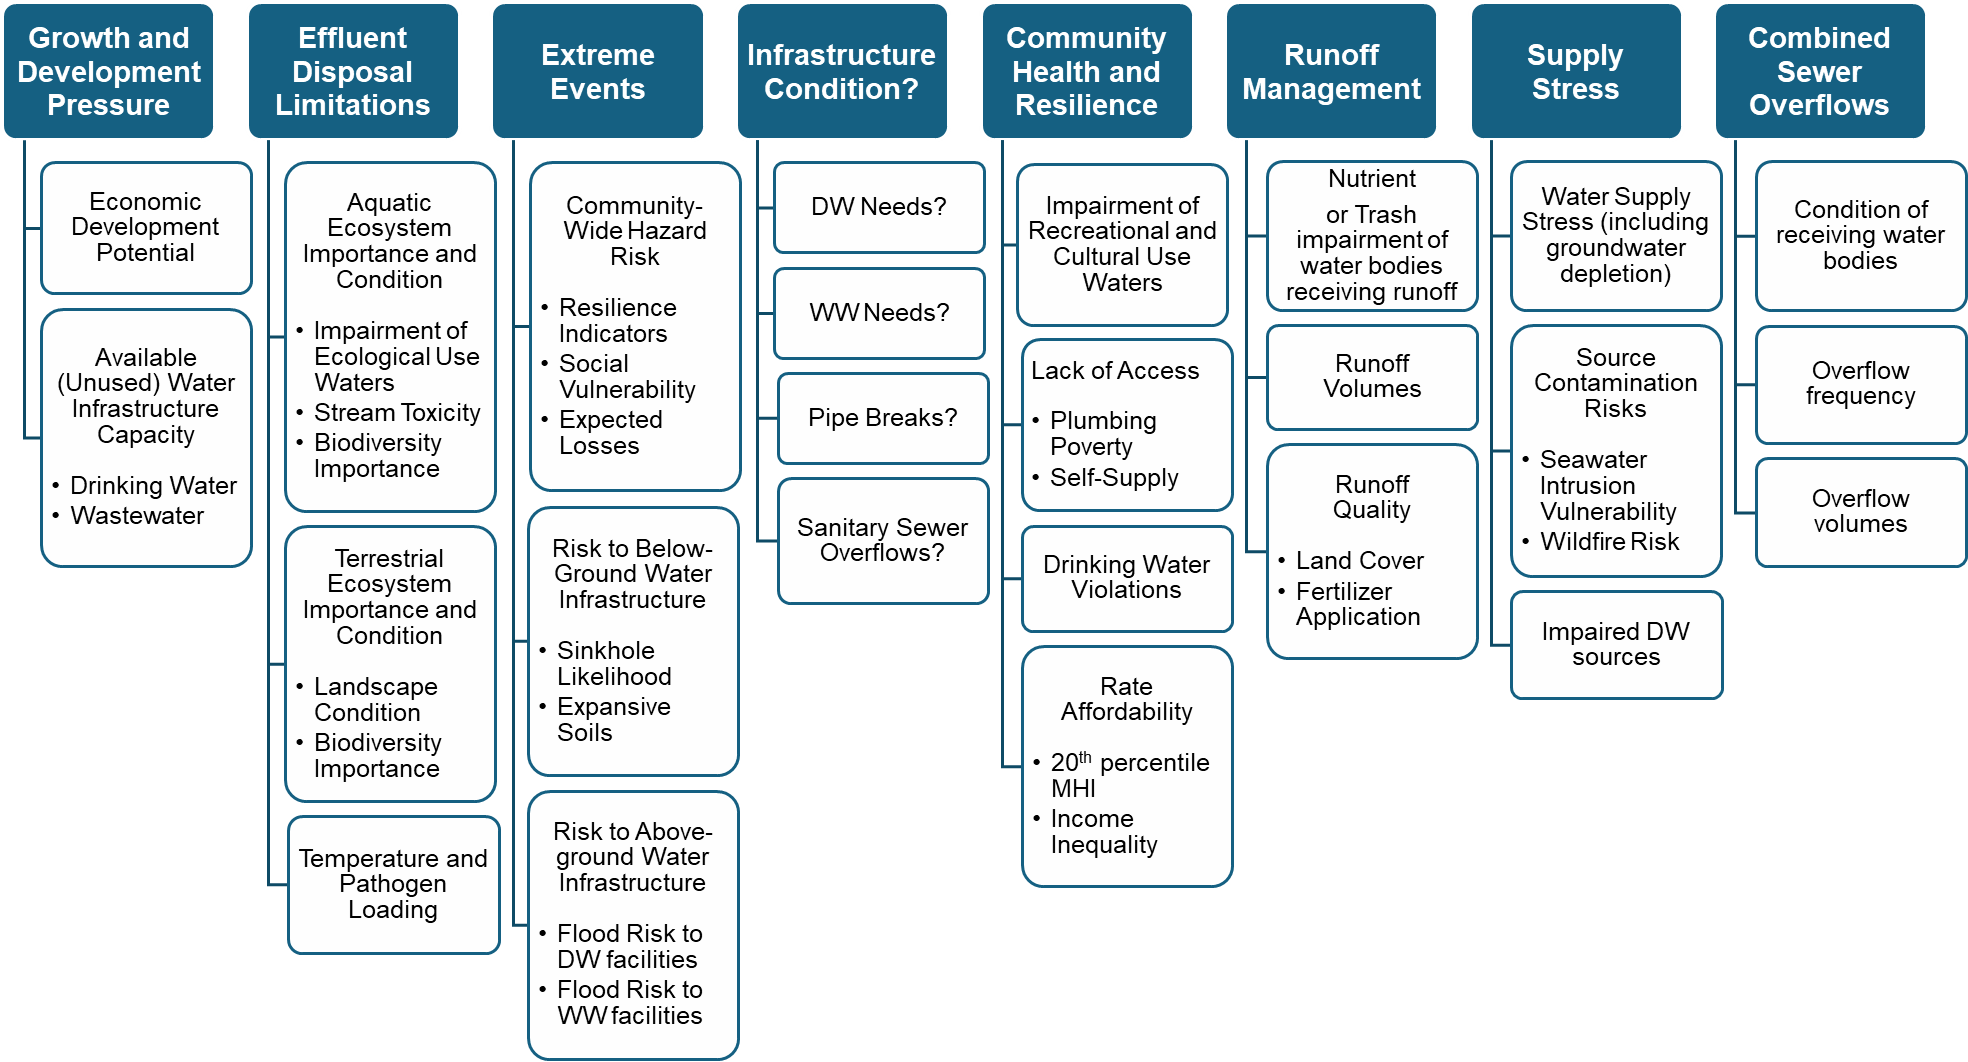 Growth and
Development
Pressure
Economic
Development
Potential
Available
(Unused) Water
Infrastructure
Capacity
• Drinking Water
• Wastewater
Effluent
Disposal
Limitations
Aquatic
Ecosystem
Importance and
Condition
• Impairment of
Ecological Use
Waters
• Stream Toxicity
• Biodiversity
Importance
Terrestrial
Ecosystem
Importance and
Condition
• Landscape
Condition
• Biodiversity
Importance
Temperature and
Pathogen
Loading
Extreme
Events
Community-
Wide Hazard
Risk
• Resilience
Indicators
• Social
Vulnerability
• Expected
Losses
Risk to Below-
Ground Water
Infrastructure
• Sinkhole
Likelihood
• Expansive
Soils
Risk to Above-
ground Water
Infrastructure
• Flood Risk to
DW facilities
• Flood Risk to
WW facilities
Infrastructure
Condition?
DW Needs?
WW Needs?
Pipe Breaks?
Sanitary Sewer
Overflows?
Community
Health and
Resilience
Impairment of
Recreational and
Cultural Use
Waters
Lack of Access
• Plumbing
Poverty
• Self-Supply
Drinking Water
Violations
Rate
Affordability
• 20th percentile
MHI
• Income
Inequality
Runoff
Management
Nutrient
or Trash
impairment of
water bodies
receiving runoff
Runoff
Volumes
Runoff
Quality
• Land Cover
• Fertilizer
Application
Supply
Stress
Water Supply
Stress (including
groundwater
depletion)
Source
Contamination
Risks
• Seawater
Intrusion
Vulnerability
• Wildfire Risk
Impaired DW
sources
Combined
Sewer
Overflows
Condition of
receiving water
bodies
Overflow
frequency
Overflow
volumes